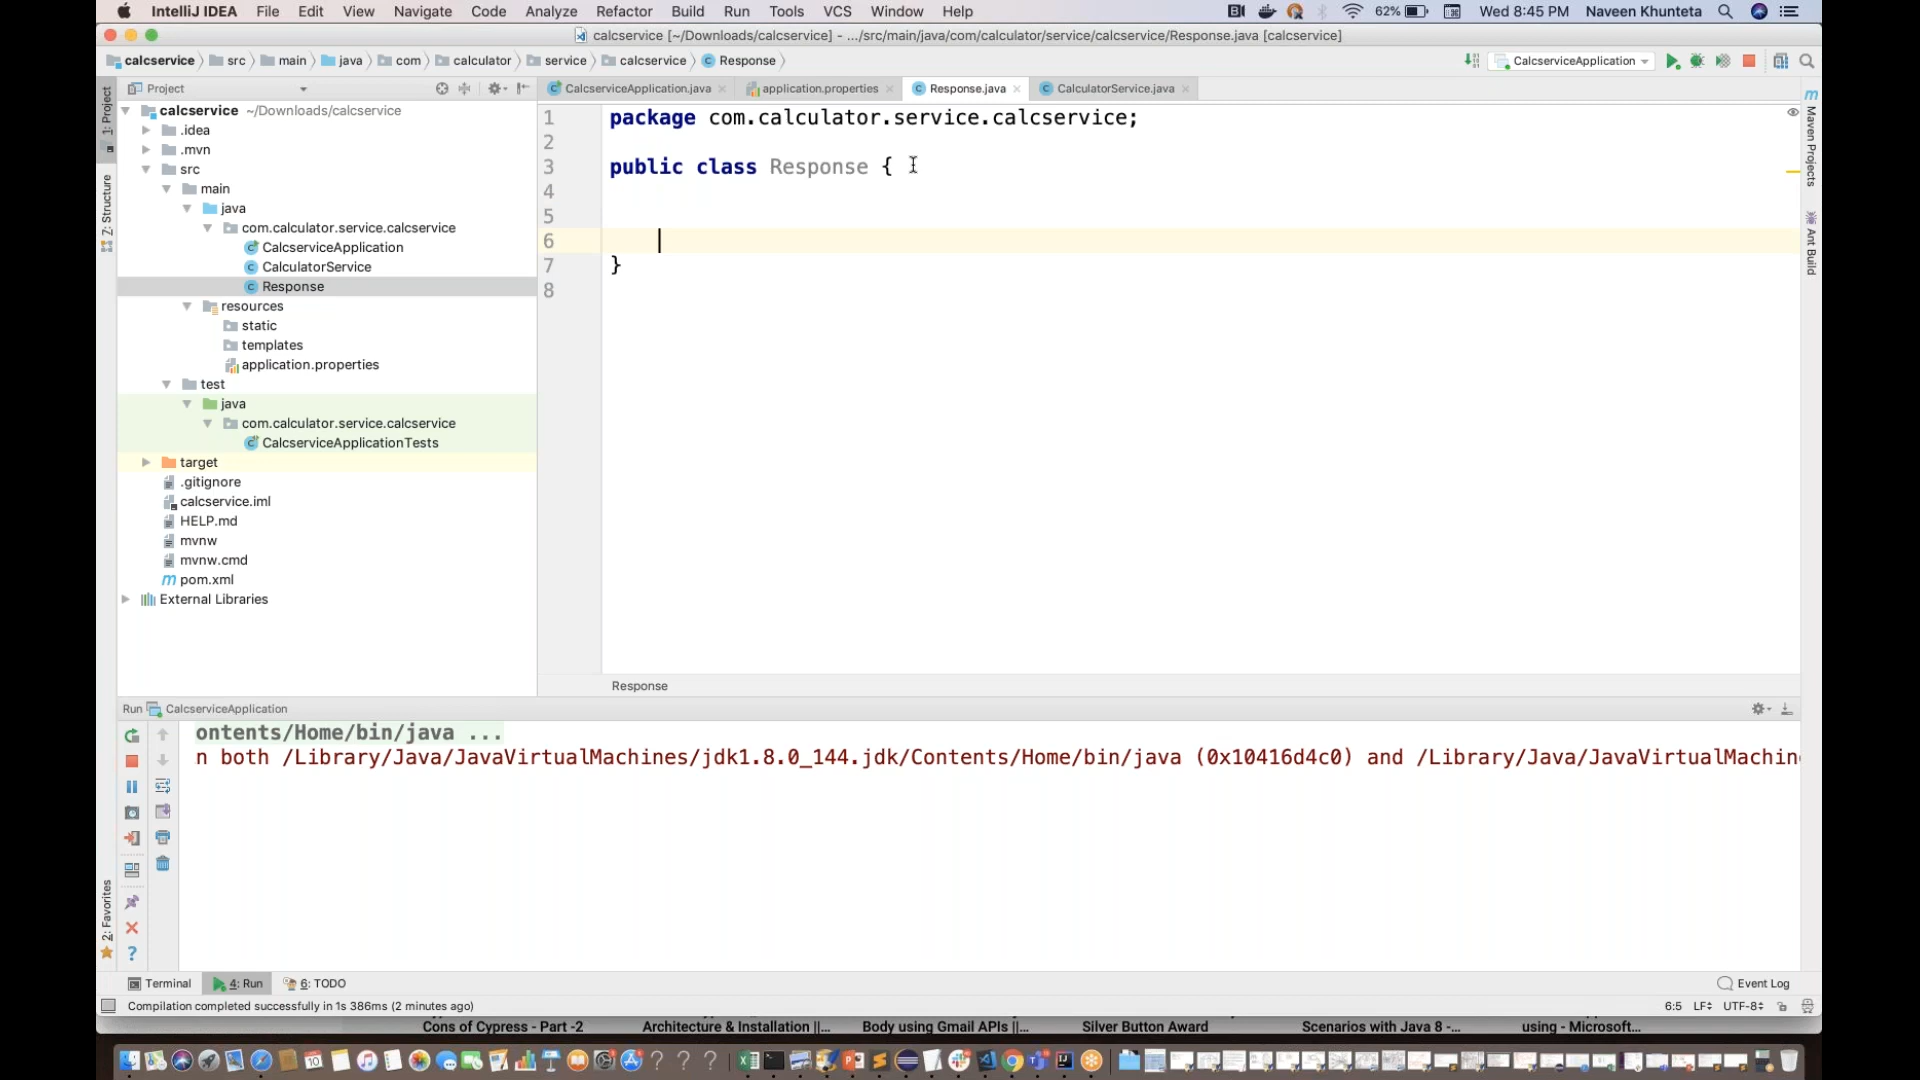 IntelliJ IDEA File Edit View Navigate Code Analyze Refactor Build Run Tools VCS Window Help 62% Wed 8:45 PM Naveen Khunteta
calcservice [~/Downloads/calcservice] - .../src/main/java/com/calculator/service/calcservice/Response.java [calcservice]
calcservice src main java com calculator service calcservice Response CalcserviceApplication
Project
CalcserviceApplication.java application.properties Response.java CalculatorService.java
1: Project
Z: Structure
2: Favorites
calcservice ~/Downloads/calcservice
.idea
.mvn
src
main
java
com.calculator.service.calcservice
CalcserviceApplication
CalculatorService
Response
resources
static
templates
application.properties
test
java
com.calculator.service.calcservice
CalcserviceApplicationTests
target
.gitignore
calcservice.iml
HELP.md
mvnw
mvnw.cmd
pom.xml
External Libraries
1 package com.calculator.service.calcservice;
2
3 public class Response {
4
5
6
7 }
8
Response
Maven Projects
Ant Build
Run CalcserviceApplication
ontents/Home/bin/java ...
n both /Library/Java/JavaVirtualMachines/jdk1.8.0_144.jdk/Contents/Home/bin/java (0x10416d4c0) and /Library/Java/JavaVirtualMachin
Terminal 4: Run 6: TODO Event Log
Compilation completed successfully in 1s 386ms (2 minutes ago) 6:5 LF UTF-8
Cons of Cypress - Part -2 Architecture & Installation ||... Body using Gmail APIs ||... Silver Button Award Scenarios with Java 8 -... using - Microsoft...